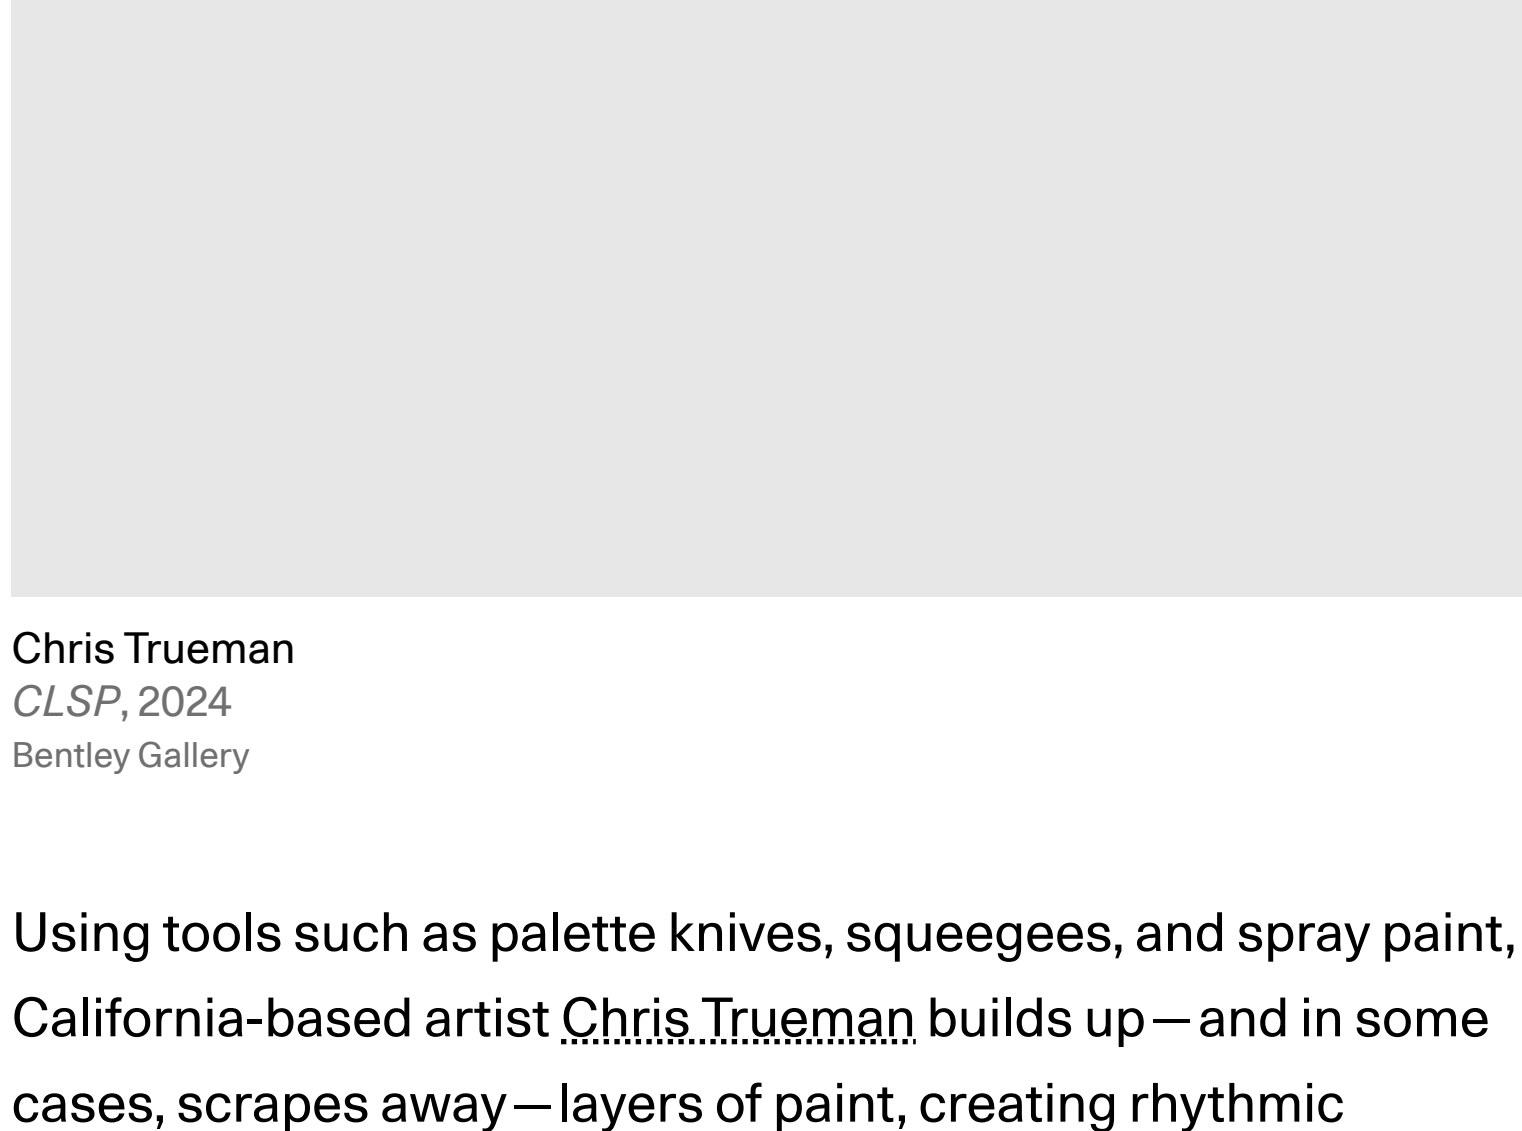 Chris Trueman
CLSP, 2024
Bentley Gallery
Using tools such as palette knives, squeegees, and spray paint,
California-based artist Chris Trueman builds up—and in some
cases, scrapes away—layers of paint, creating rhythmic